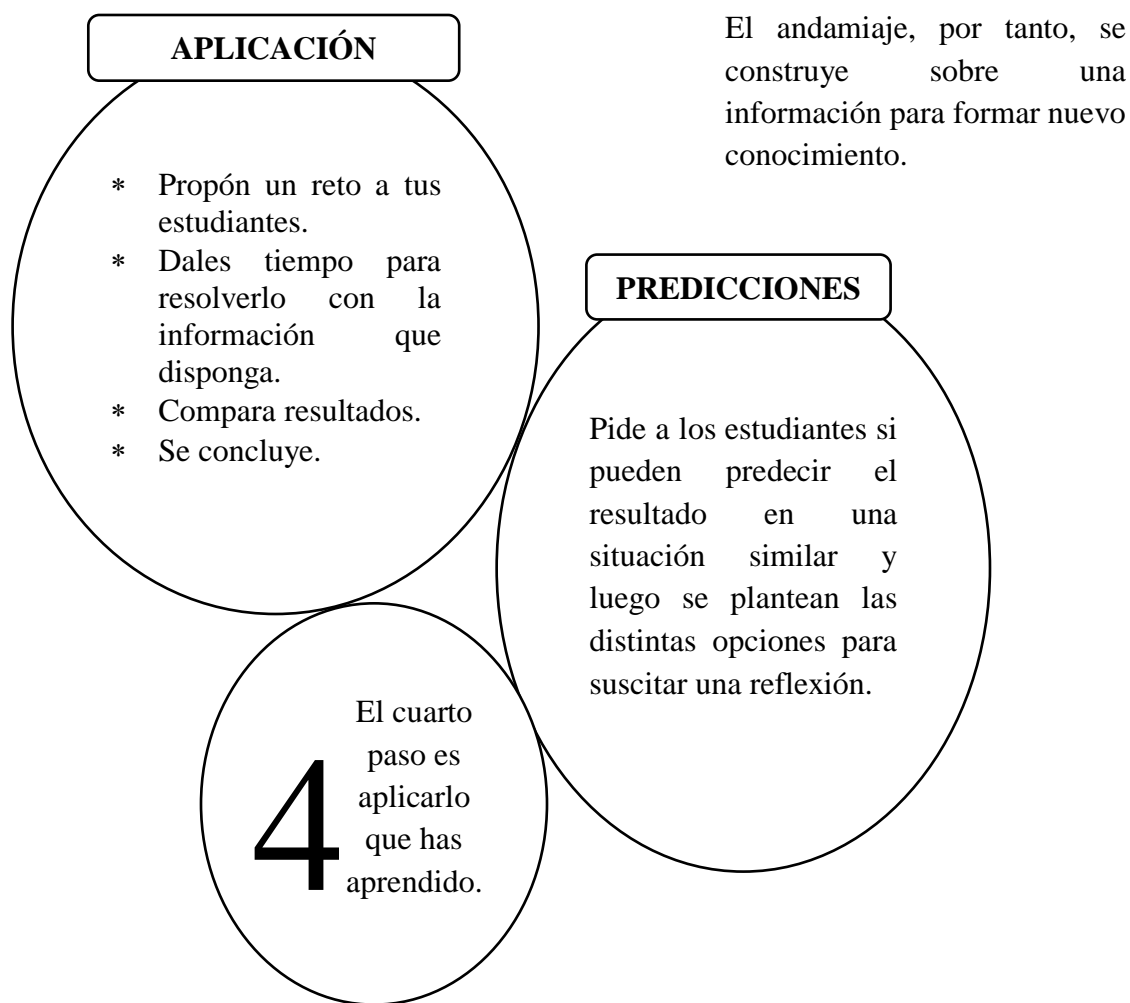 APLICACIÓN
∗ Propón un reto a tus
estudiantes.
∗ Dales tiempo para
resolverlo con la
información que
disponga.
∗ Compara resultados.
∗ Se concluye.
El andamiaje, por tanto, se
construye sobre una
información para formar nuevo
conocimiento.
PREDICCIONES
Pide a los estudiantes si
pueden predecir el
resultado en una
situación similar y
luego se plantean las
distintas opciones para
suscitar una reflexión.
4
El cuarto
paso es
aplicarlo
que has
aprendido.